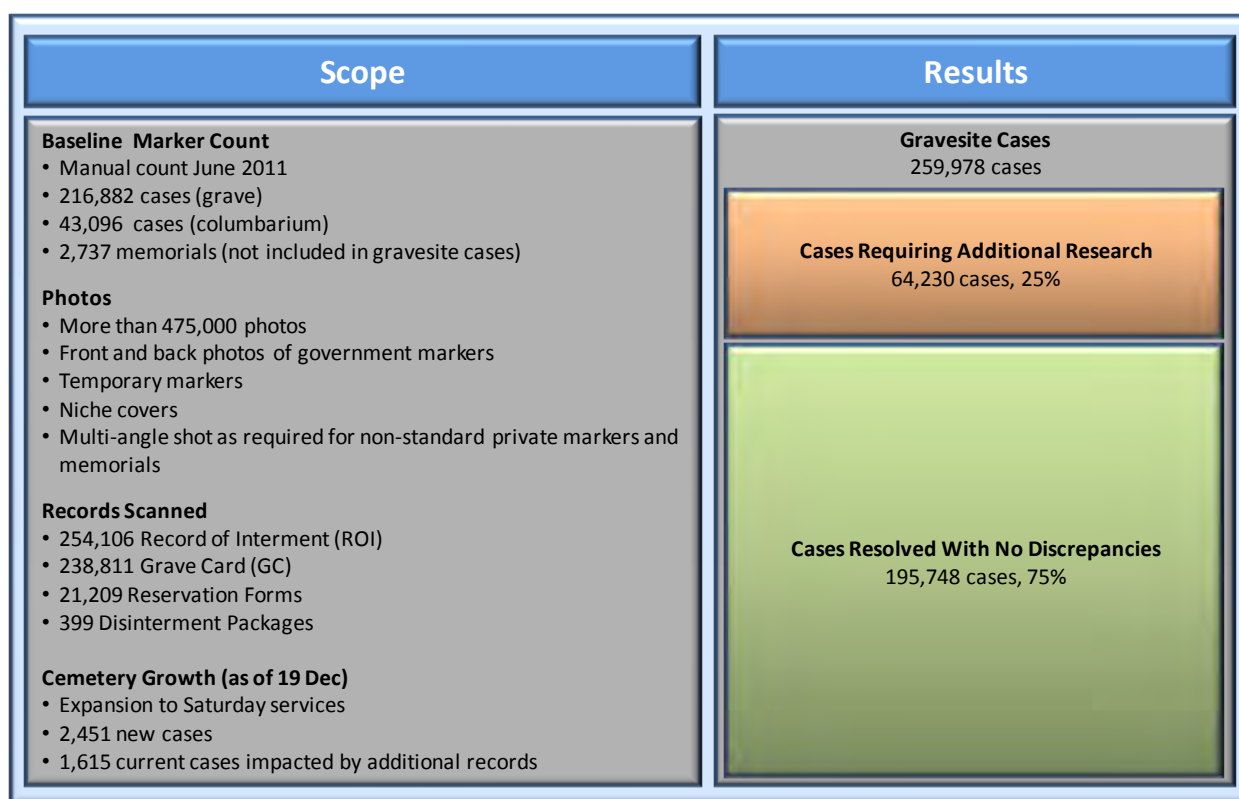 Scope
Baseline Marker Count
• Manual count June 2011
• 216,882 cases (grave)
• 43,096 cases (columbarium)
• 2,737 memorials (not included in gravesite cases)
Photos
• More than 475,000 photos
• Front and back photos of government markers
• Temporary markers
• Niche covers
• Multi-angle shot as required for non-standard private markers and
memorials
Records Scanned
• 254,106 Record of Interment (ROI)
• 238,811 Grave Card (GC)
• 21,209 Reservation Forms
• 399 Disinterment Packages
Cemetery Growth (as of 19 Dec)
• Expansion to Saturday services
• 2,451 new cases
• 1,615 current cases impacted by additional records
Results
Gravesite Cases
259,978 cases
Cases Requiring Additional Research
64,230 cases, 25%
Cases Resolved With No Discrepancies
195,748 cases, 75%